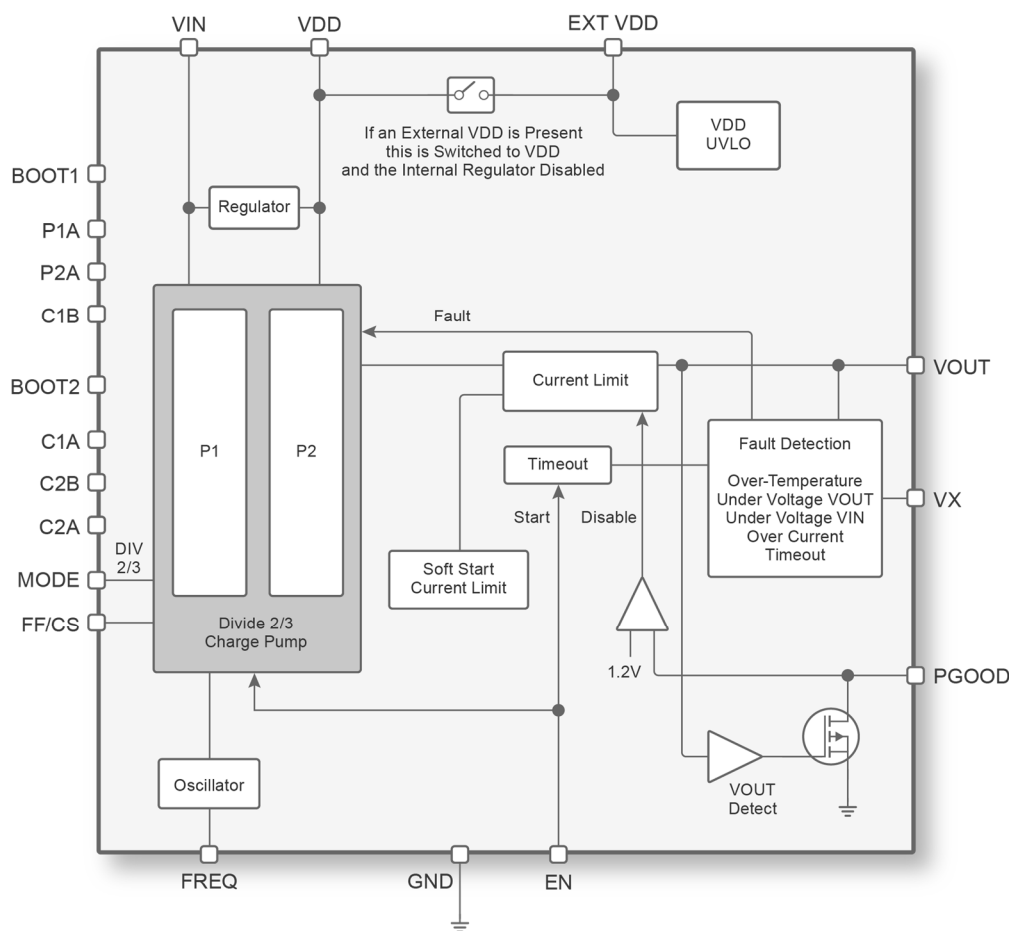 VIN
VDD
EXT VDD
If an External VDD is Present
this is Switched to VDD
and the Internal Regulator Disabled
VDD
UVLO
BOOT1
P1A
P2A
C1B
BOOT2
C1A
C2B
C2A
DIV
2/3
MODE
FF/CS
Regulator
P1
P2
Divide 2/3
Charge Pump
Fault
Current Limit
Timeout
Start
Disable
Soft Start
Current Limit
Fault Detection
Over-Temperature
Under Voltage VOUT
Under Voltage VIN
Over Current
Timeout
VOUT
VX
1.2V
PGOOD
VOUT
Detect
Oscillator
FREQ
GND
EN